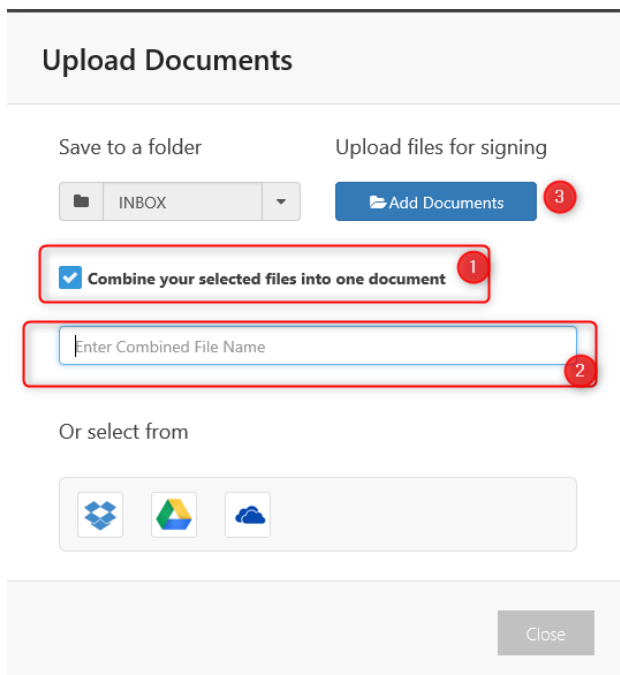 Upload Documents
Save to a folder
Upload files for signing
INBOX
Add Documents
3
Combine your selected files into one document
1
Enter Combined File Name
2
Or select from
Close